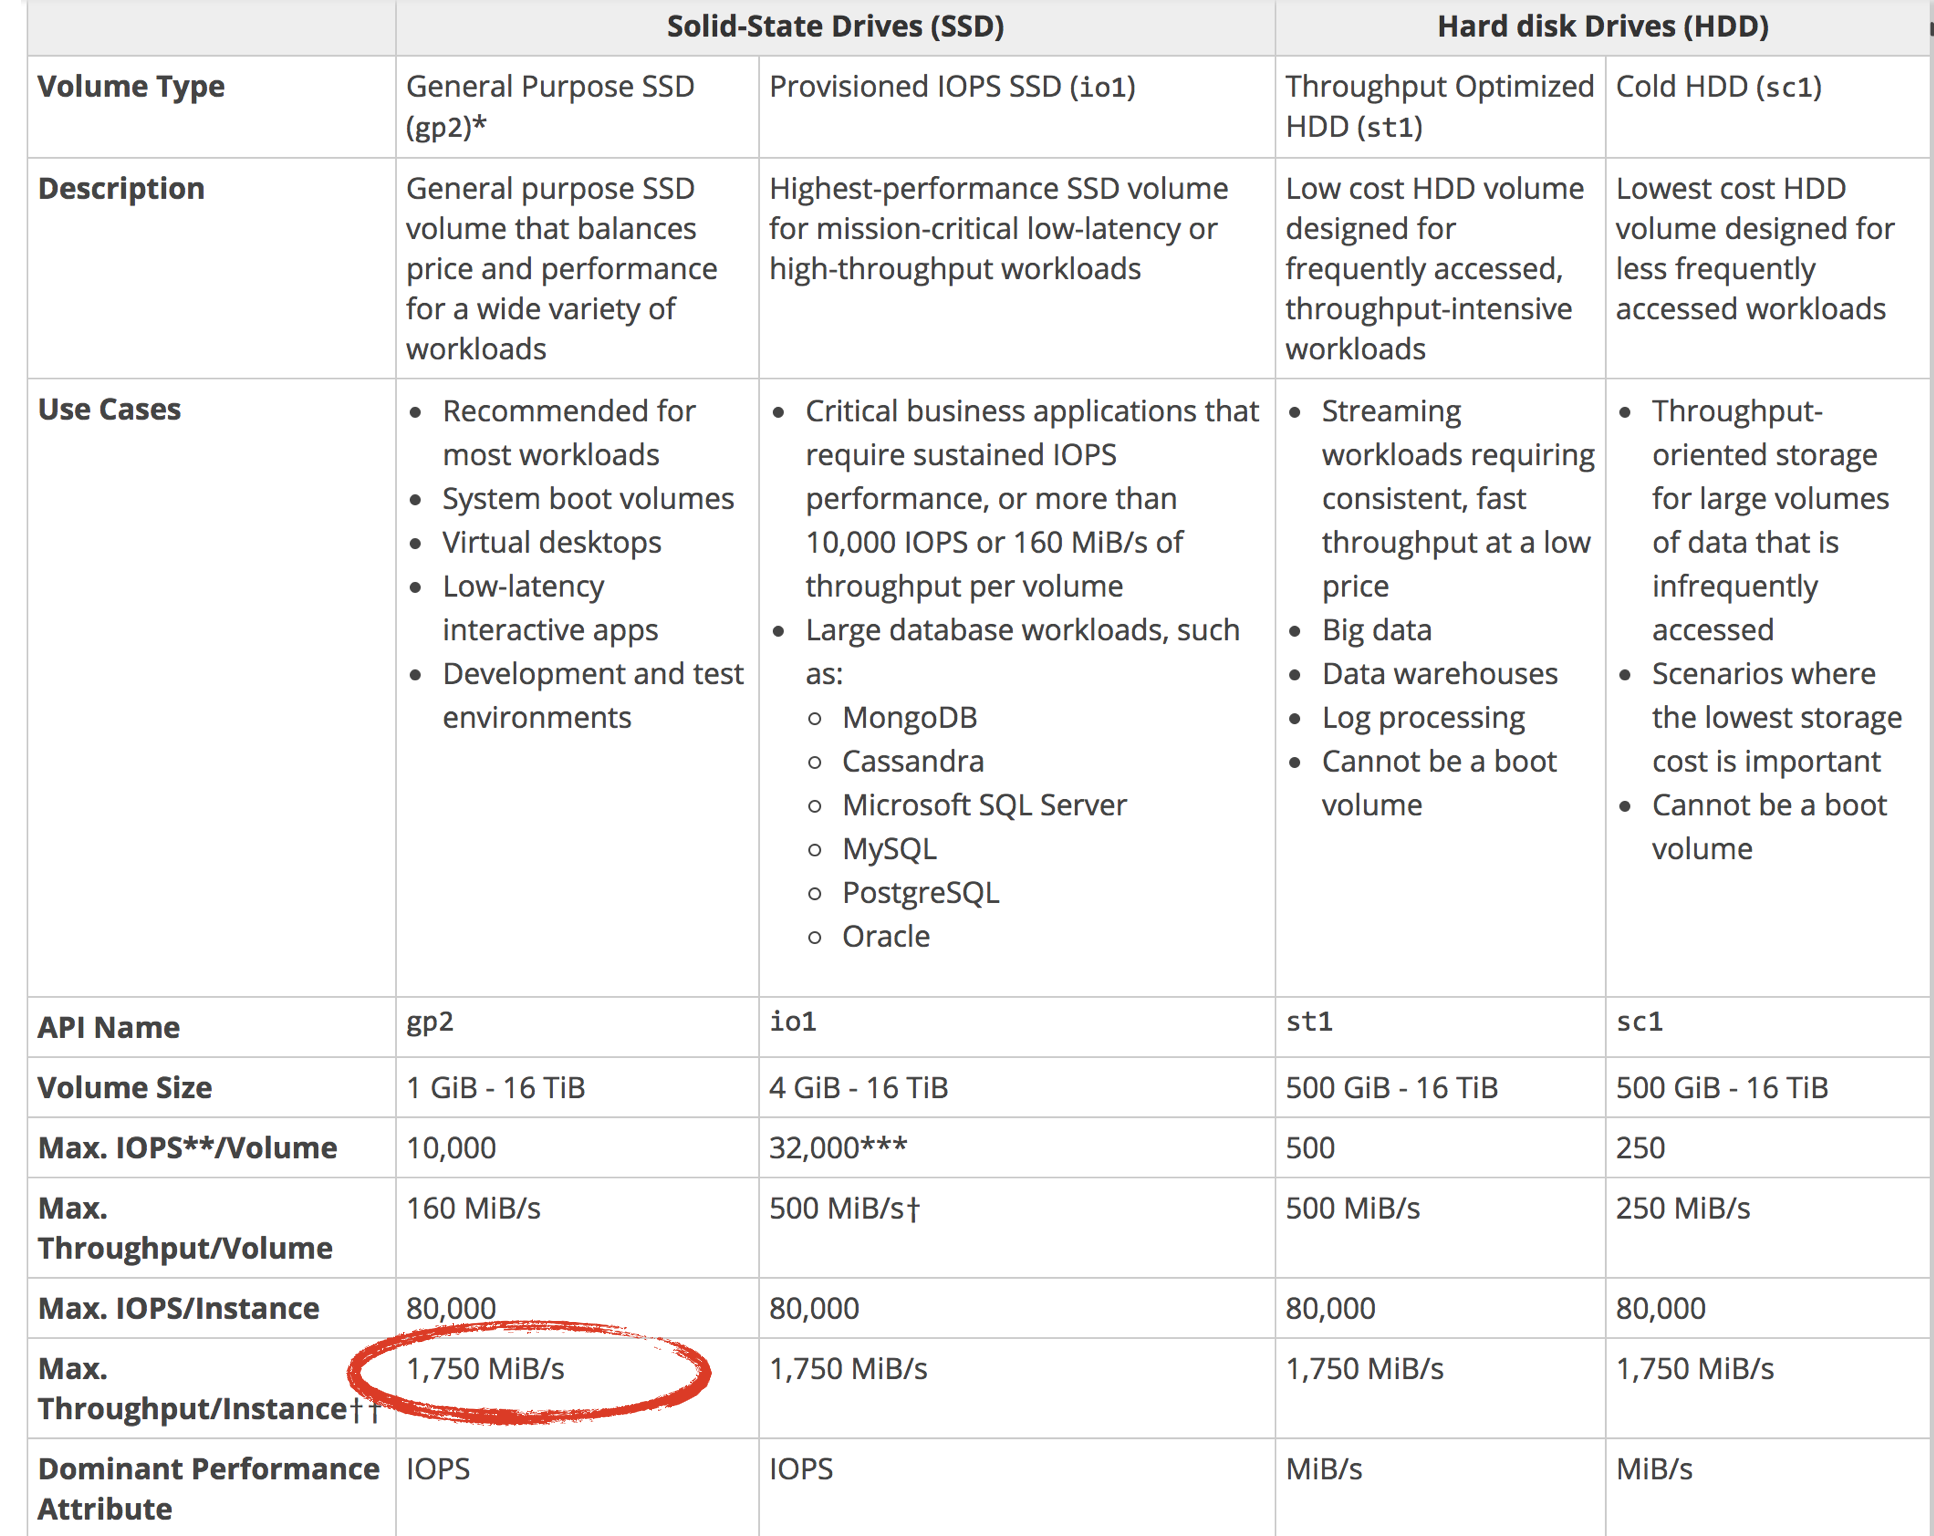 Solid-State Drives (SSD) Hard disk Drives (HDD)
Volume Type
General Purpose SSD
(gp2)*
Provisioned IOPS SSD (io1)
Throughput Optimized
HDD (st1)
Cold HDD (sc1)
Description
General purpose SSD
volume that balances
price and performance
for a wide variety of
workloads
Highest-performance SSD volume
for mission-critical low-latency or
high-throughput workloads
Low cost HDD volume
designed for
frequently accessed,
throughput-intensive
workloads
Lowest cost HDD
volume designed for
less frequently
accessed workloads
Use Cases
• Recommended for
most workloads
• System boot volumes
• Virtual desktops
• Low-latency
interactive apps
• Development and test
environments
• Critical business applications that
require sustained IOPS
performance, or more than
10,000 IOPS or 160 MiB/s of
throughput per volume
• Large database workloads, such
as:
○ MongoDB
○ Cassandra
○ Microsoft SQL Server
○ MySQL
○ PostgreSQL
○ Oracle
• Streaming
workloads requiring
consistent, fast
throughput at a low
price
• Big data
• Data warehouses
• Log processing
• Cannot be a boot
volume
• Throughput-
oriented storage
for large volumes
of data that is
infrequently
accessed
• Scenarios where
the lowest storage
cost is important
• Cannot be a boot
volume
API Name gp2 io1 st1 sc1
Volume Size 1 GiB - 16 TiB 4 GiB - 16 TiB 500 GiB - 16 TiB 500 GiB - 16 TiB
Max. IOPS**/Volume 10,000 32,000*** 500 250
Max.
Throughput/Volume
160 MiB/s 500 MiB/s† 500 MiB/s 250 MiB/s
Max. IOPS/Instance 80,000 80,000 80,000 80,000
Max.
Throughput/Instance††
1,750 MiB/s 1,750 MiB/s 1,750 MiB/s 1,750 MiB/s
Dominant Performance
Attribute
IOPS IOPS MiB/s MiB/s